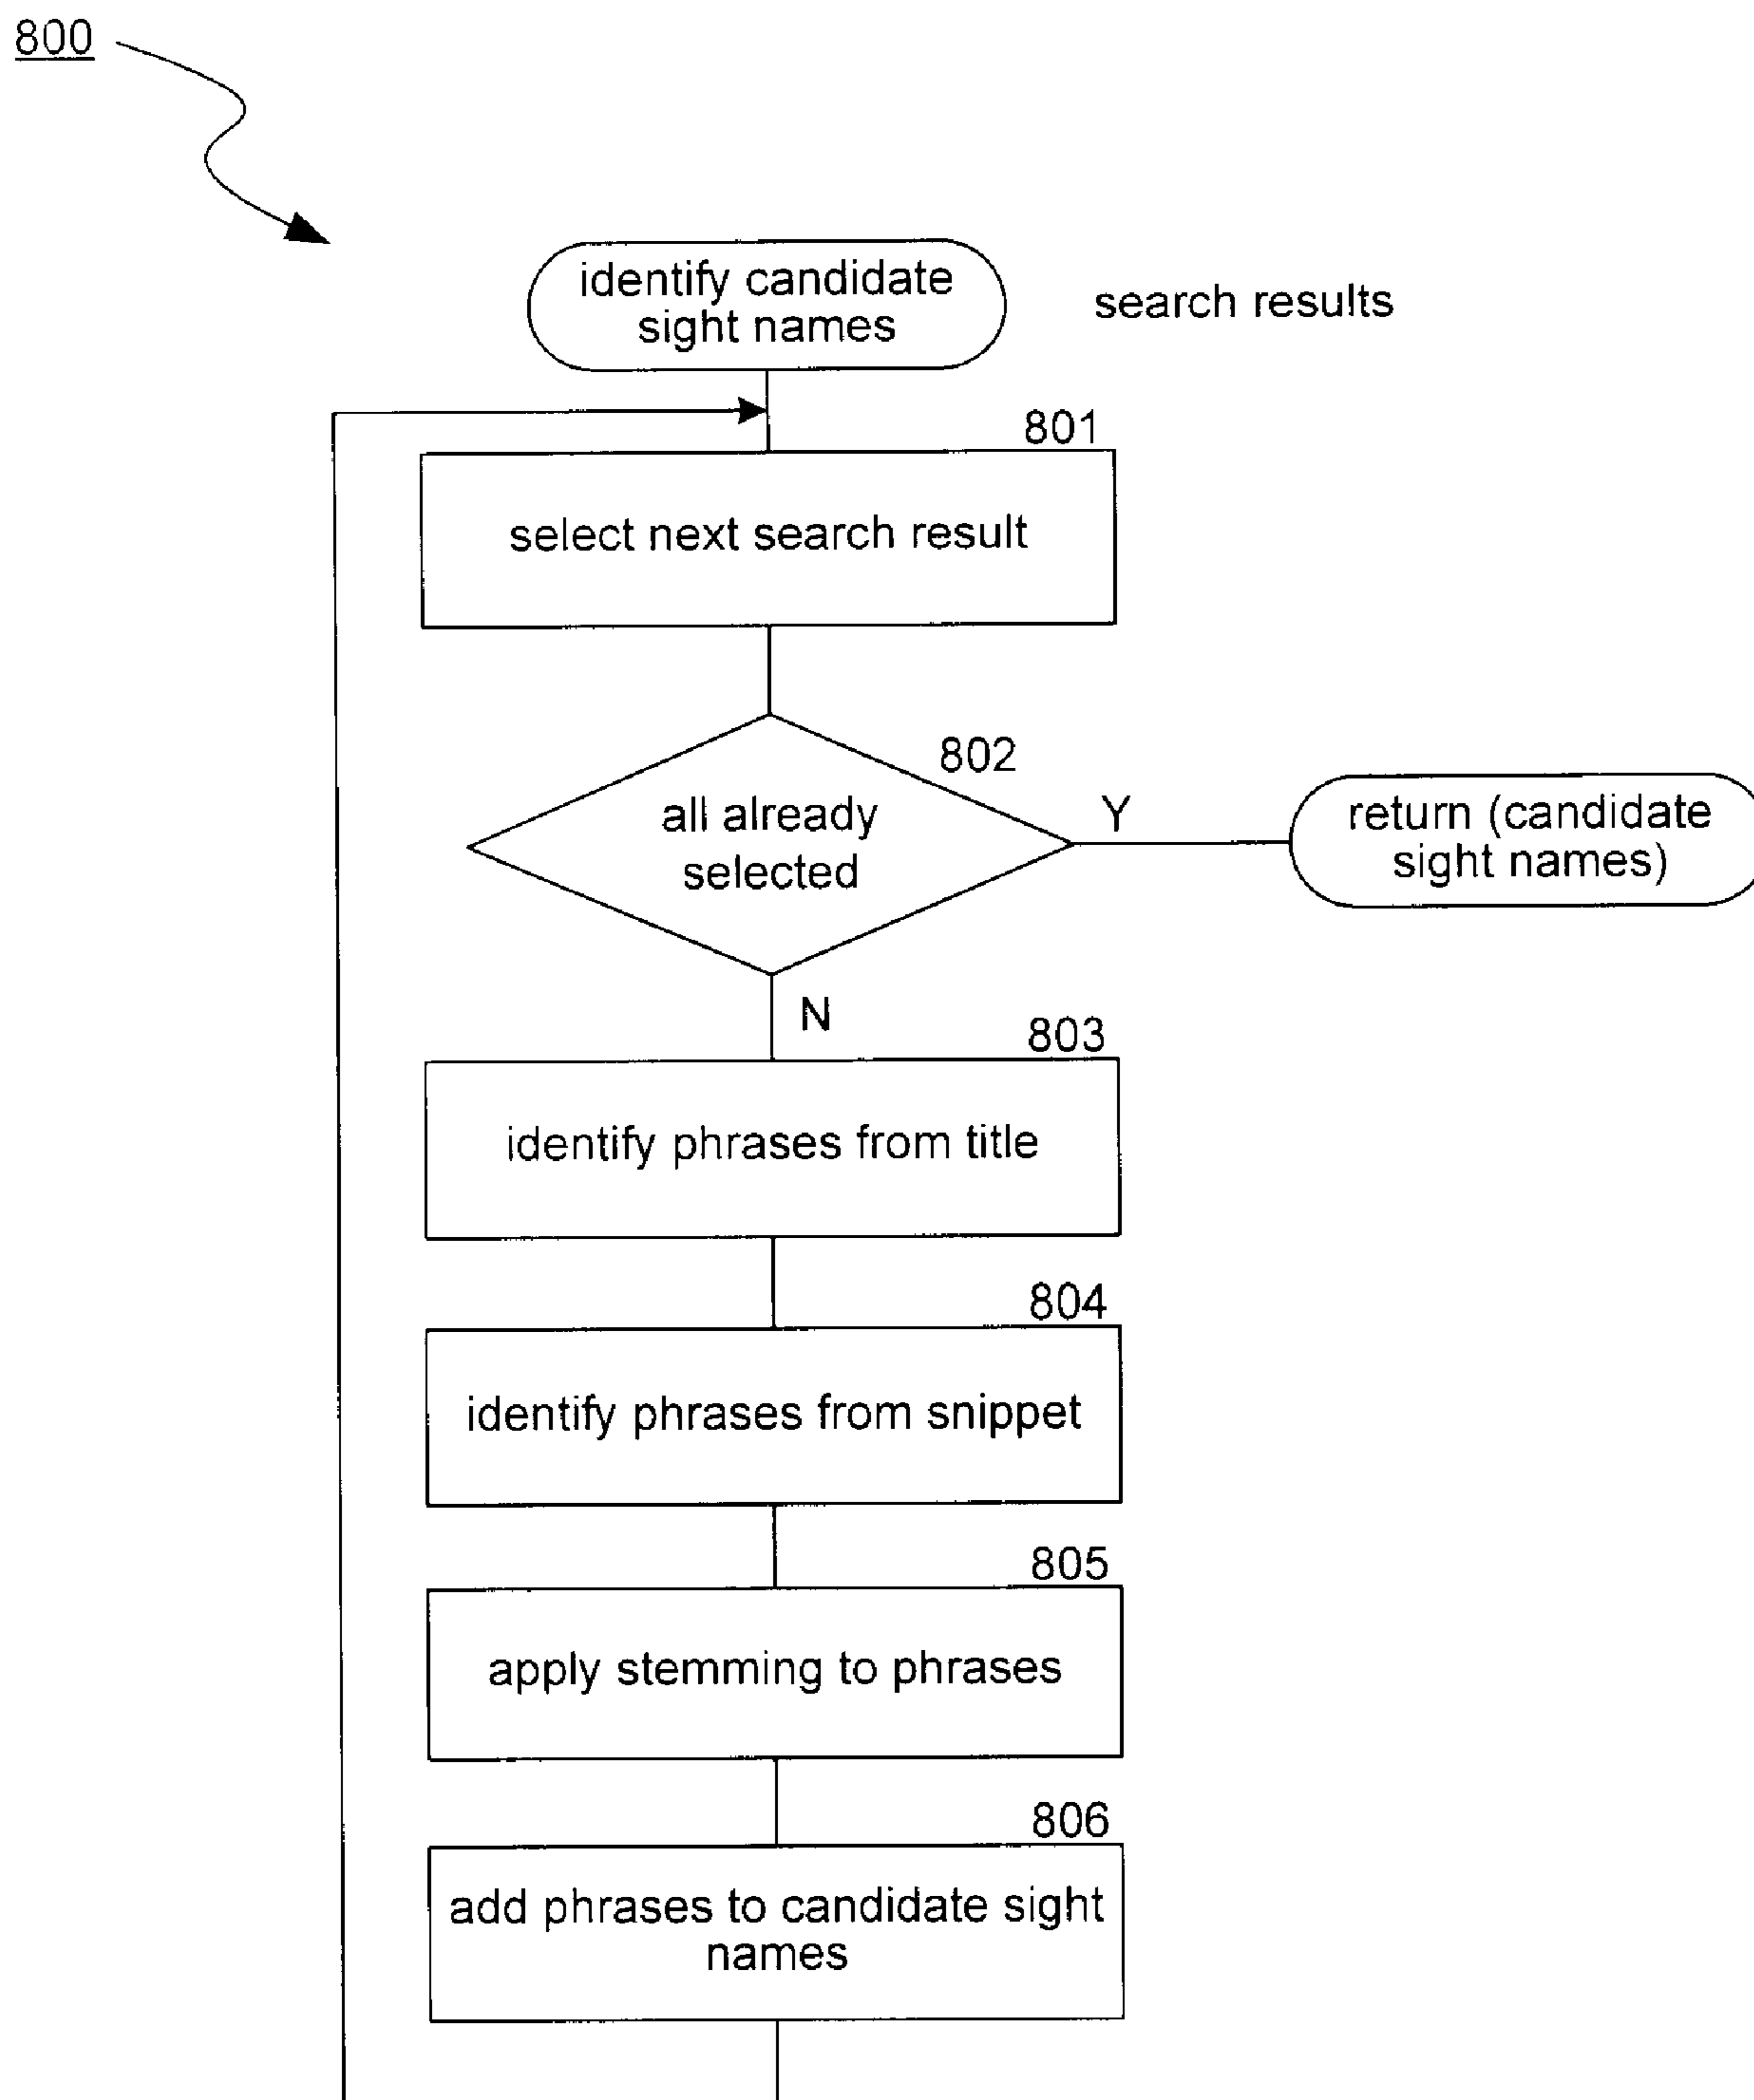 800
identify candidate
sight names
search results
801
select next search result
802
all already
selected
Y
return (candidate
sight names)
N
803
identify phrases from title
804
identify phrases from snippet
805
apply stemming to phrases
806
add phrases to candidate sight
names